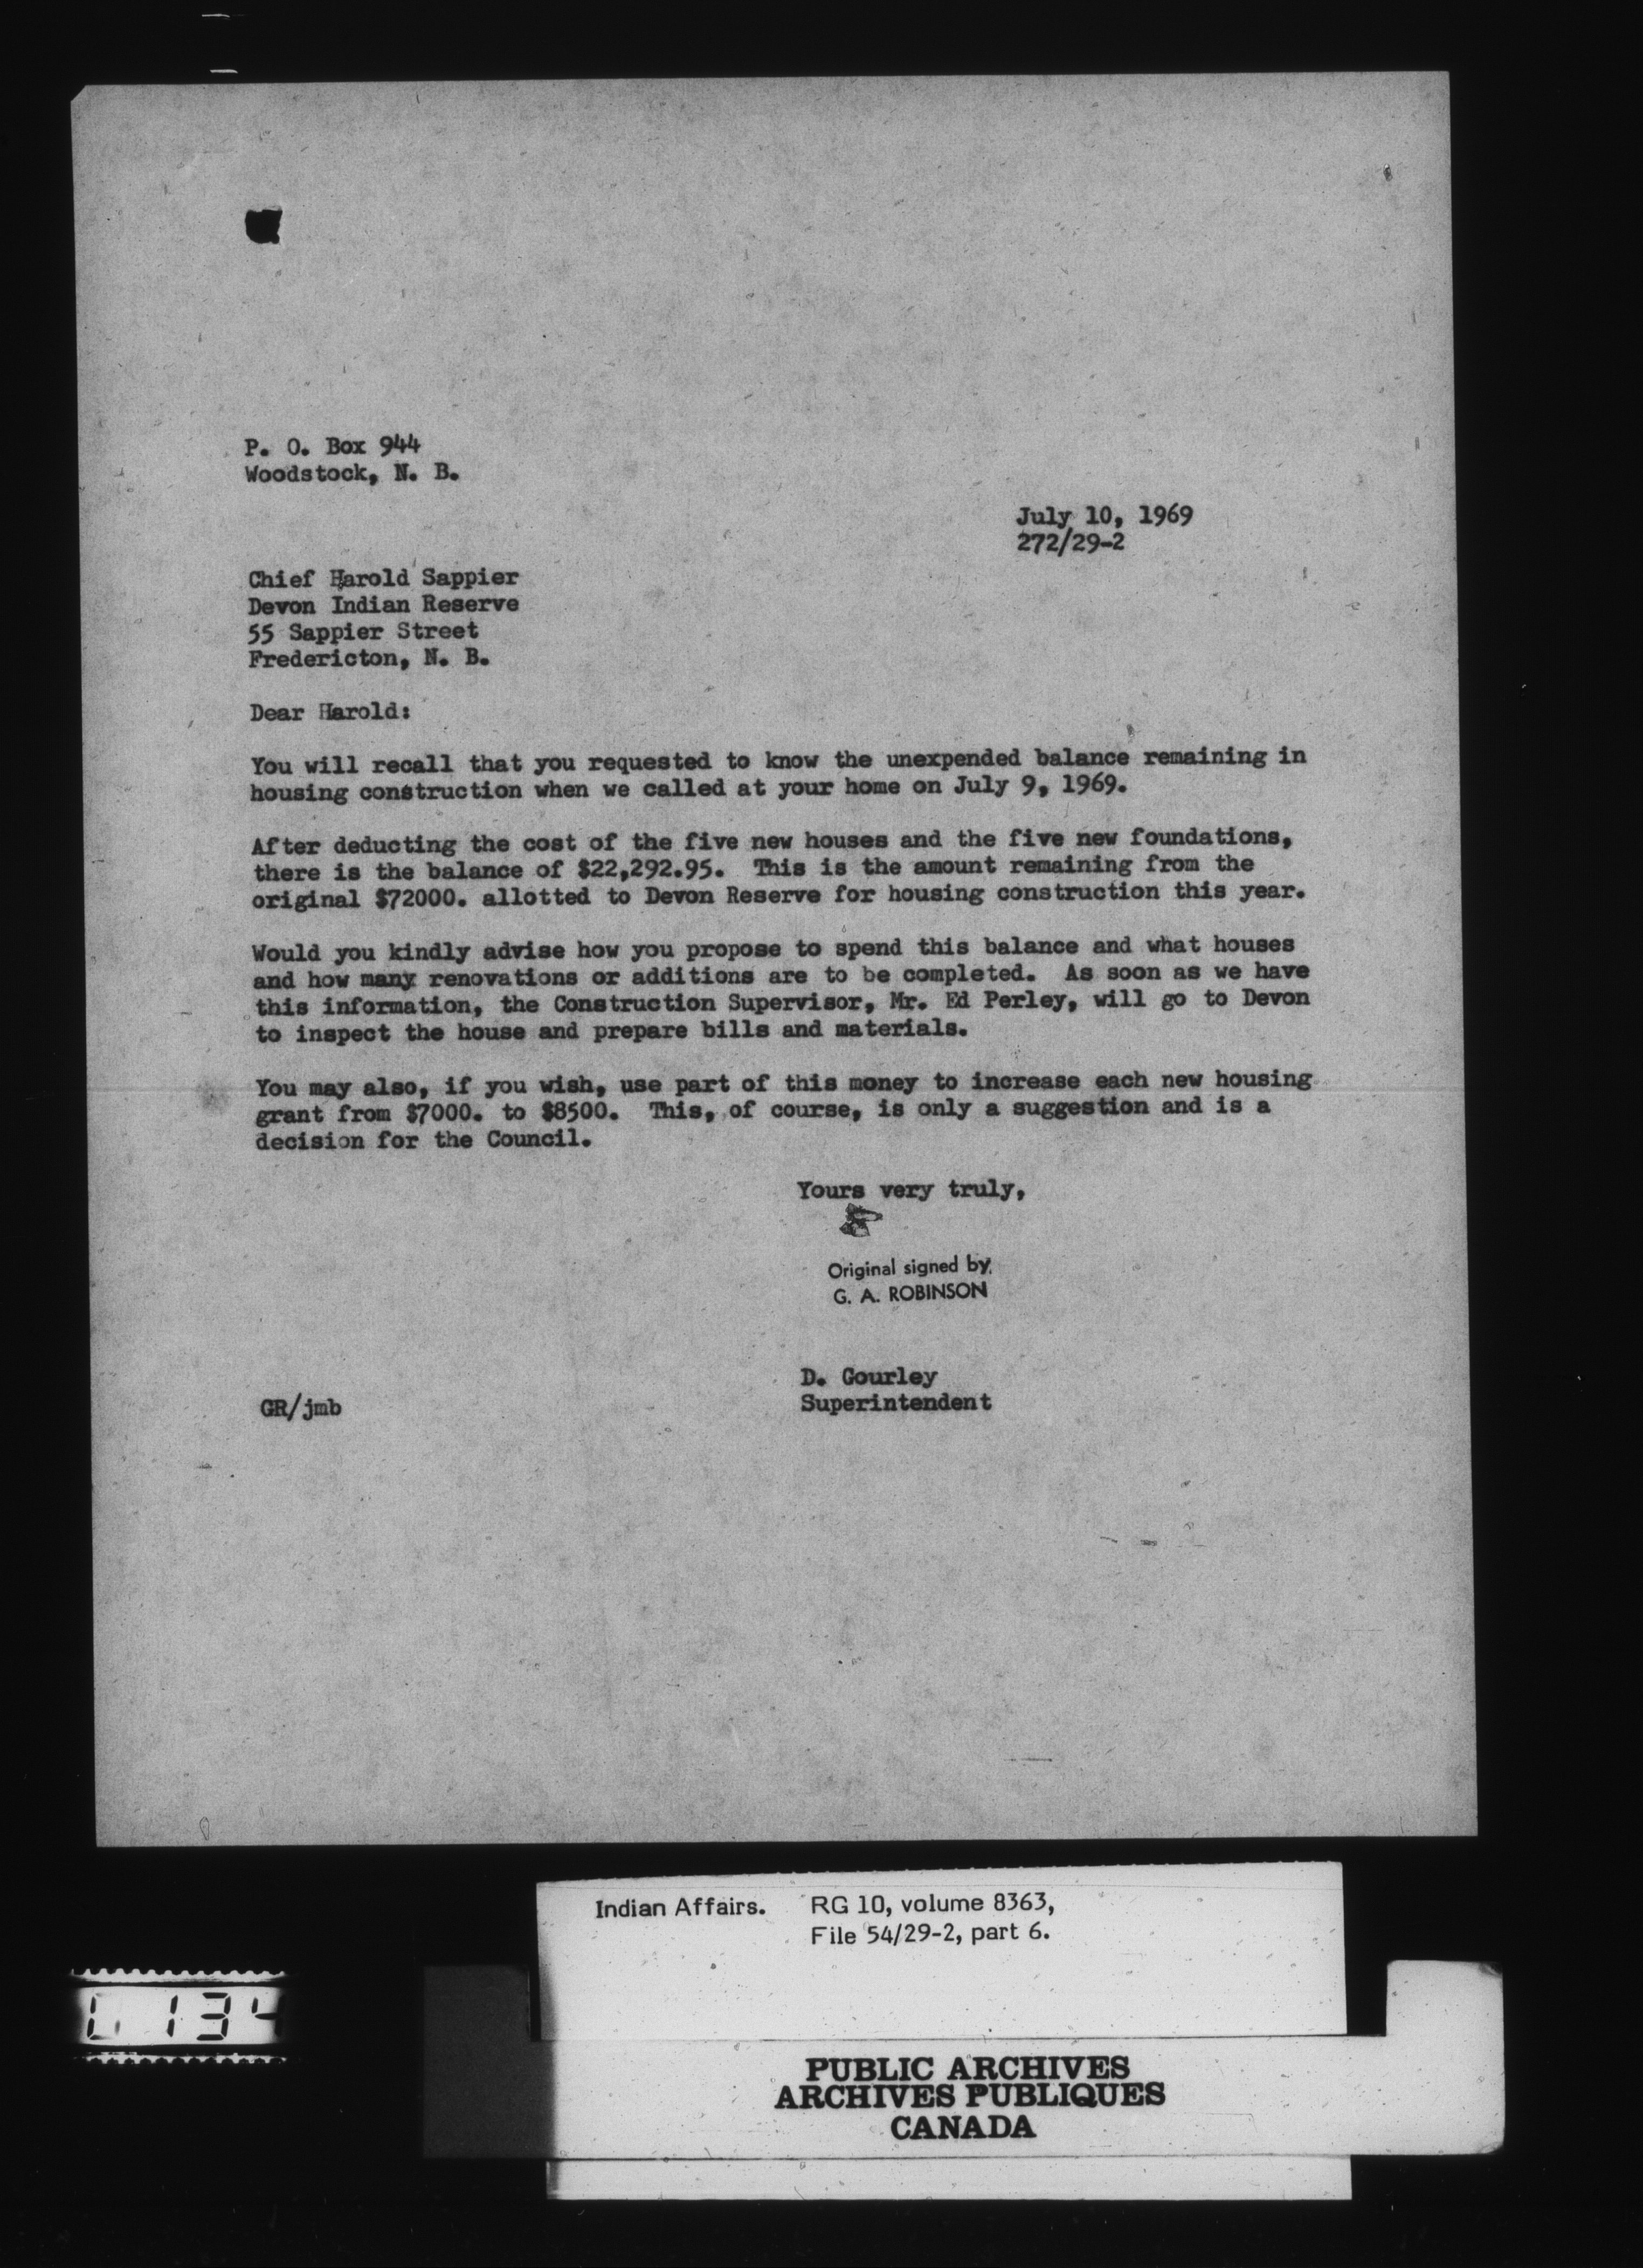 P. O. Box 944
Woodstock, N. B.
July 10, 1969
272/29-2
Chief Harold Sappier
Devon Indian Reserve
55 Sappier Street
Fredericton, N. B.
Dear Harold:
You will recall that you requested to know the unexpended balance remaining in
housing construction when we called at your home on July 9, 1969.
After deducting the cost of the five new houses and the five new foundations,
there is the balance of $22,292.95. This is the amount remaining from the
original $72000. allotted to Devon Reserve for housing construction this year.
Would you kindly advise how you propose to spend this balance and what houses
and how many renovations or additions are to be completed. As soon as we have
this information, the Construction Supervisor, Mr. Ed Perley, will go to Devon
to inspect the house and prepare bills and materials.
You may also, if you wish, use part of this money to increase each new housing
grant from $7000. to $8500. This, of course, is only a suggestion and is a
decision for the Council.
Yours very truly,
Original signed by
G. A. ROBINSON
D. Gourley
Superintendent
GR/jmb
Indian Affairs. RG 10, volume 8363,
File 54/29-2, part 6.
134
PUBLIC ARCHIVES
ARCHIVES PUBLIQUES
CANADA